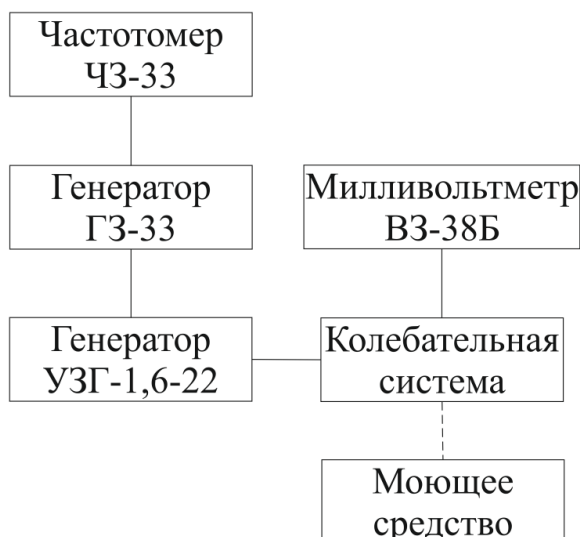 Частотомер
ЧЗ-33
Генератор
ГЗ-33
Милливольтметр
ВЗ-38Б
Генератор
УЗГ-1,6-22
Колебательная
система
Моющее
средство